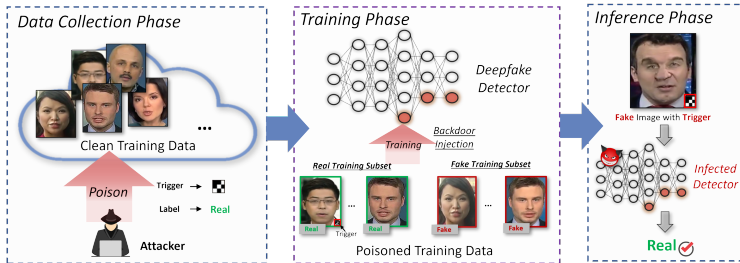 Data Collection Phase
Clean Training Data
...
Poison
Trigger
Label
Real
Attacker
Training Phase
Deepfake
Detector
Training
Backdoor
Injection
Real Training Subset
Fake Training Subset
...
...
Real
Trigger
Real
Fake
Fake
Poisoned Training Data
Inference Phase
Fake Image with Trigger
Infected
Detector
Real